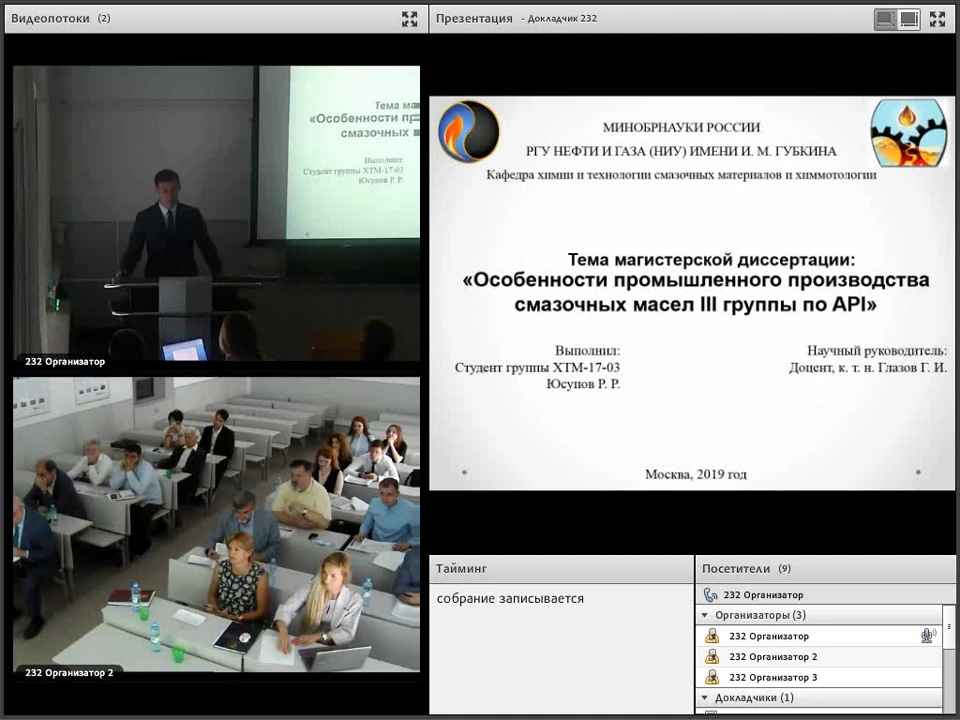 Видеопотоки (2)
Тема ма
«Особенности пр
смазочных
Выполнил:
Студент группы ХТМ-17-03
Юсупов Р. Р.
232 Организатор
232 Организатор 2
Презентация - Докладчик 232
МИНОБРНАУКИ РОССИИ
РГУ НЕФТИ И ГАЗА (НИУ) ИМЕНИ И. М. ГУБКИНА
Кафедра химии и технологии смазочных материалов и химмотологии
Тема магистерской диссертации:
«Особенности промышленного производства
смазочных масел III группы по API»
Выполнил:
Студент группы ХТМ-17-03
Юсупов Р. Р.
Научный руководитель:
Доцент, к. т. н. Глазов Г. И.
Москва, 2019 год
Тайминг
собрание записывается
Посетители (9)
232 Организатор
Организаторы (3)
232 Организатор
232 Организатор 2
232 Организатор 3
Докладчики (1)